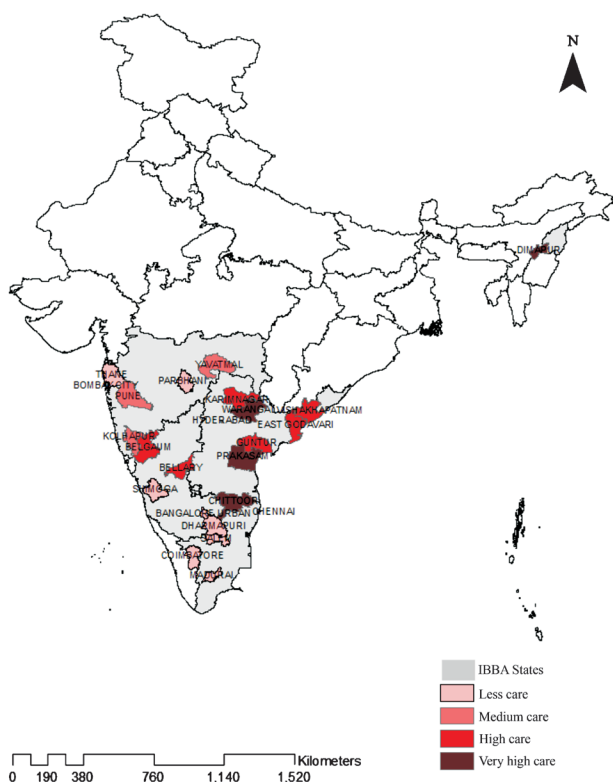 N
DIMAPUR
THANE
BOMBAY CITY
PUNE
PARBHANI
YAVATMAL
KARIMNAGAR
WARANGAL
VISHAKHAPATNAM
HYDERABAD
EAST GODAVARI
KOLHAPUR
BELGAUM
GUNTUR
PRAKASAM
BELLARY
SHIMOGA
CHITTOOR
BANGALORE URBAN
CHENNAI
DHARMAPURI
SALEM
COIMBATORE
MADURAI
IBBA States
Less care
Medium care
High care
Very high care
Kilometers
0 190 380 760 1.140 1.520